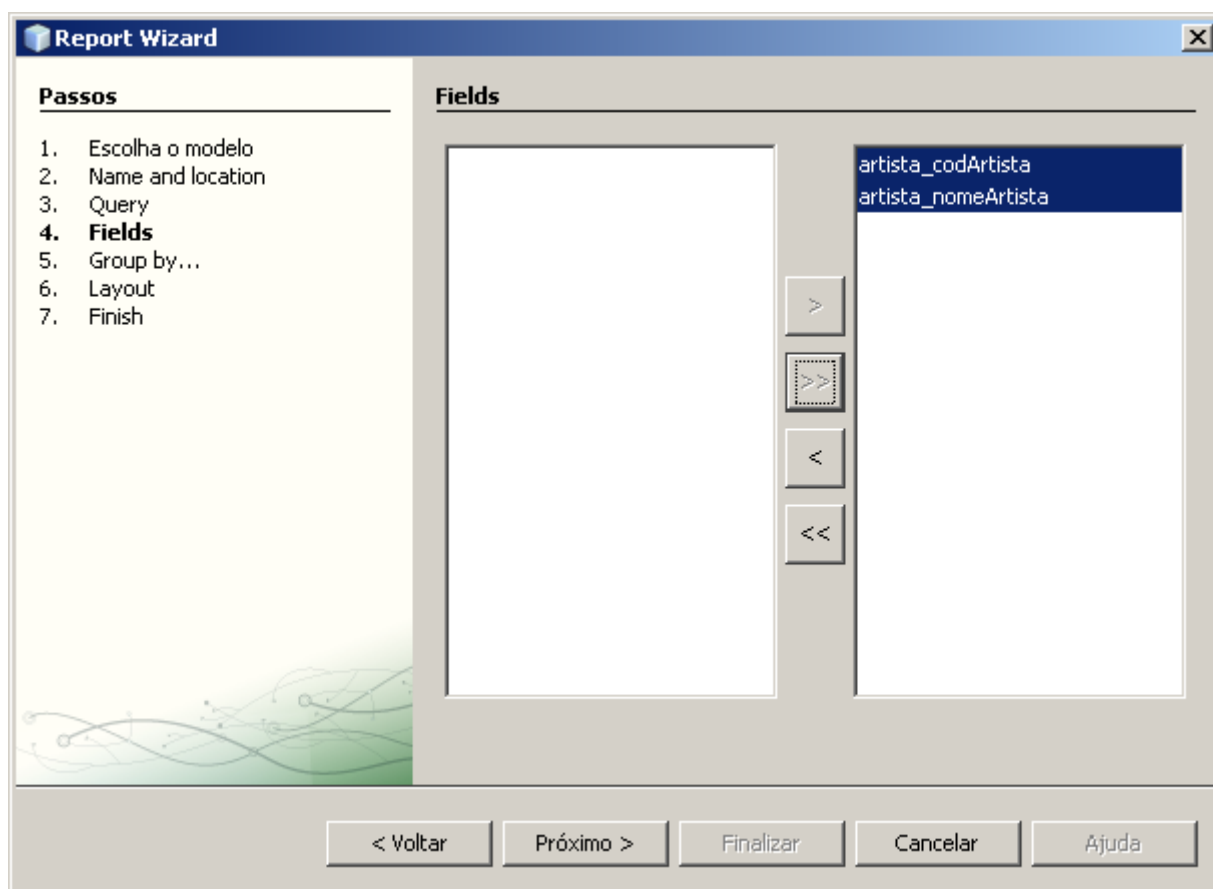 Report Wizard
Passos
1. Escolha o modelo
2. Name and location
3. Query
4. Fields
5. Group by...
6. Layout
7. Finish
Fields
artista_codArtista
artista_nomeArtista
>
>>
<
<<
< Voltar
Próximo >
Finalizar
Cancelar
Ajuda